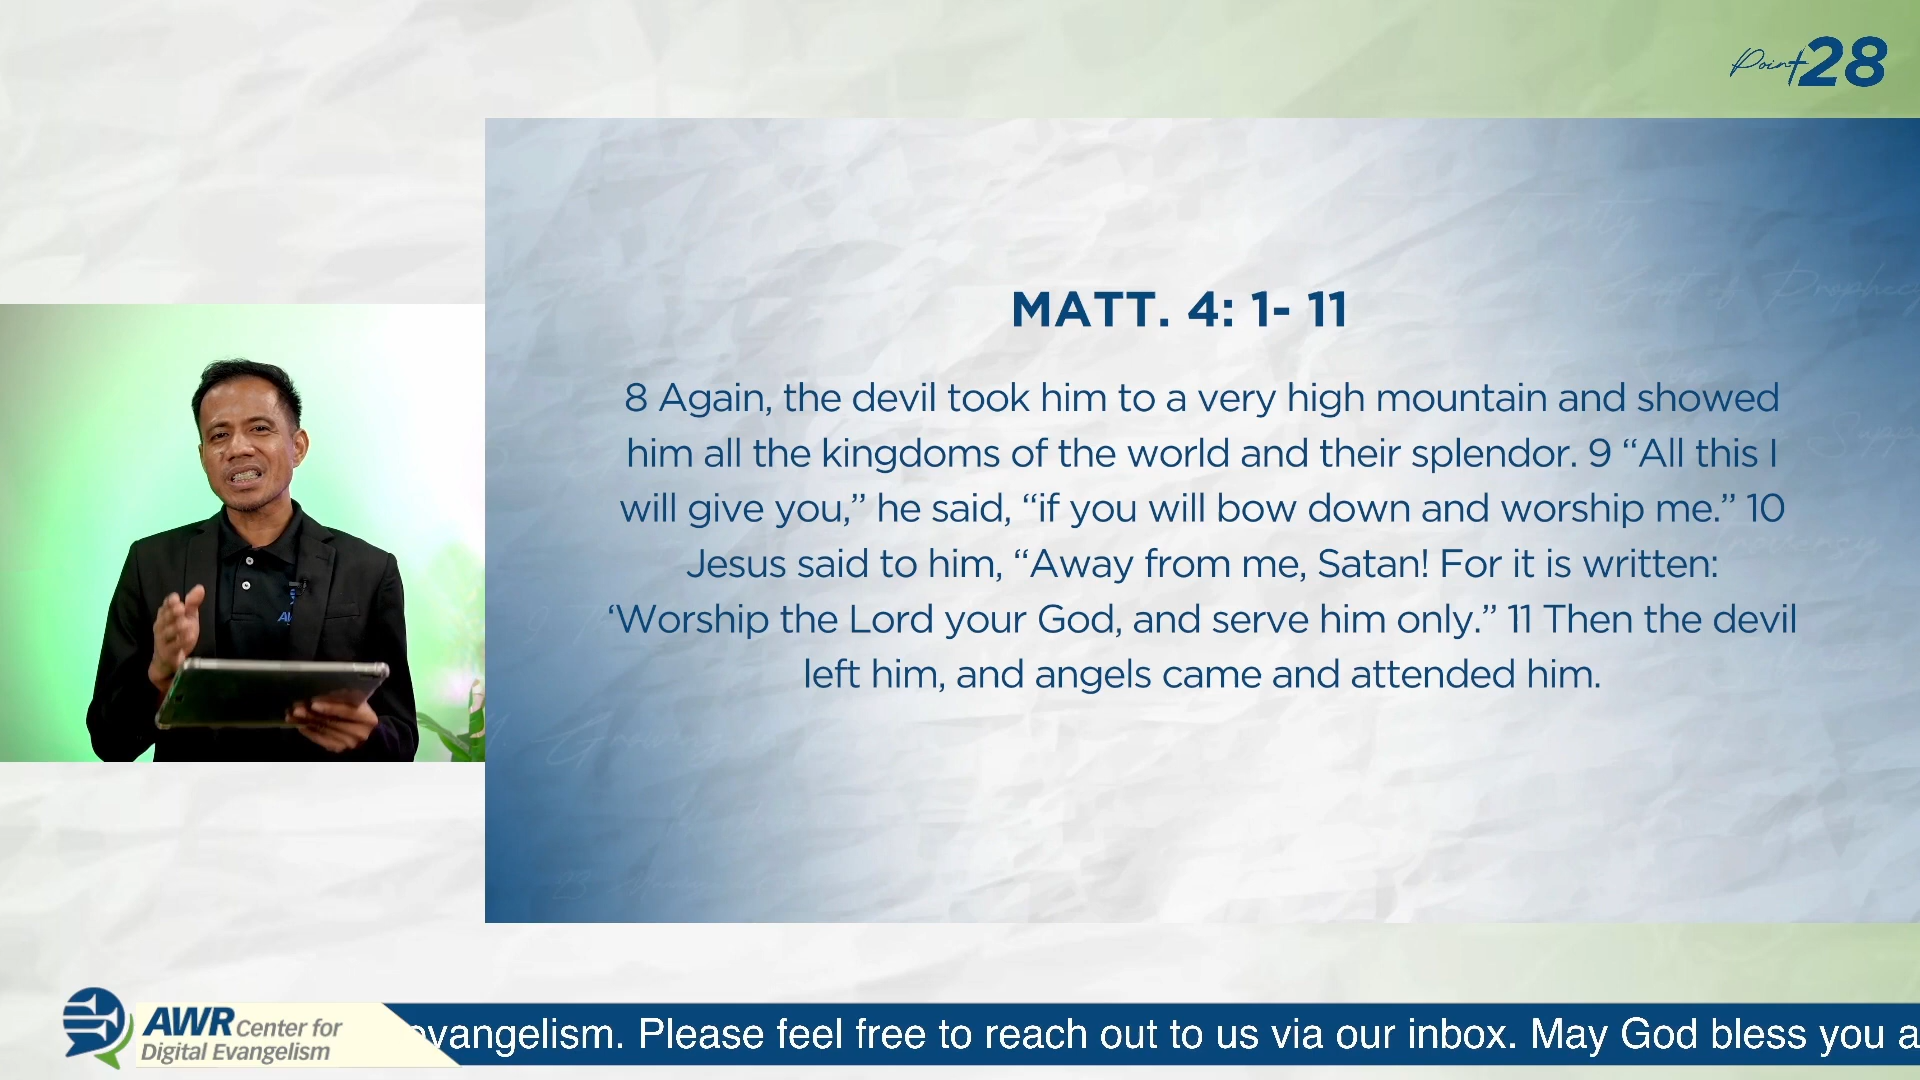 Point28
MATT. 4: 1- 11
8 Again, the devil took him to a very high mountain and showed
him all the kingdoms of the world and their splendor. 9 “All this I
will give you,” he said, “if you will bow down and worship me.” 10
Jesus said to him, “Away from me, Satan! For it is written:
‘Worship the Lord your God, and serve him only.” 11 Then the devil
left him, and angels came and attended him.
AWR Center for
Digital Evangelism
evangelism. Please feel free to reach out to us via our inbox. May God bless you a